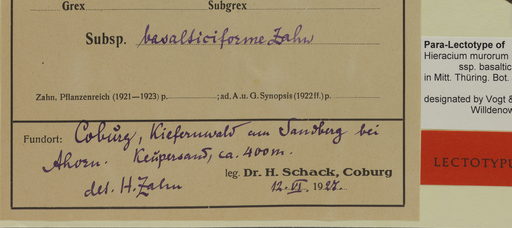 Grex Subgrex
Subsp. basalticiforme Zahn
Zahn. Pflanzenreich (1921—1923) p. ; ad. A. u. G. Synopsis (1922 ff.) p.
Fundort: Coburg, Kiefernwald am Sandberg bei
Ahorn. Keupersand, ca. 400 m.
leg. Dr. H. Schack, Coburg
det. H. Zahn 12. VI. 1927.
Para-Lectotype of
Hieracium murorum
ssp. basaltic
in Mitt. Thüring. Bot.
designated by Vogt &
Willdenow
LECTOTYPU